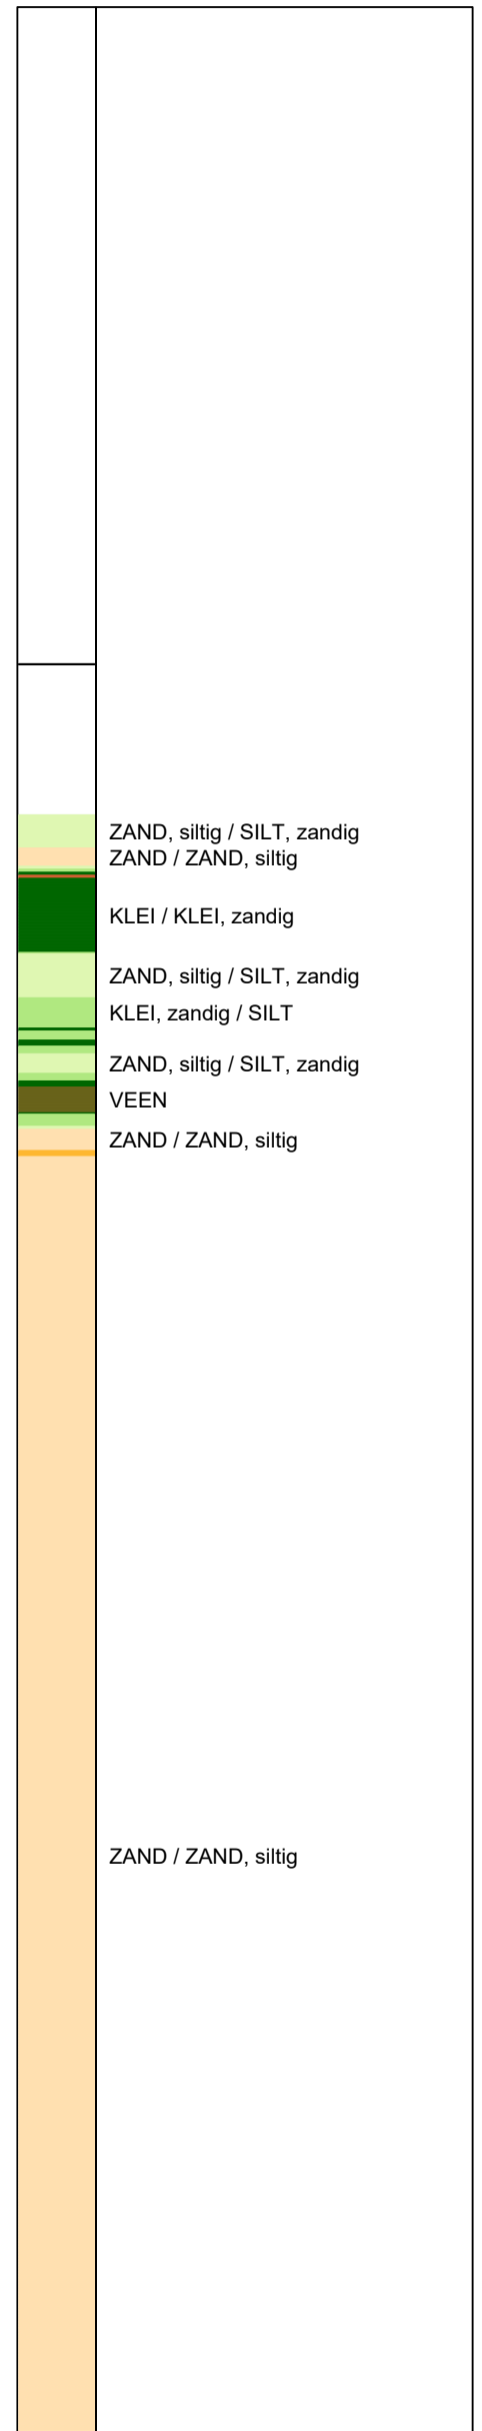 ZAND, siltig / SILT, zandig
ZAND / ZAND, siltig
KLEI / KLEI, zandig
ZAND, siltig / SILT, zandig
KLEI, zandig / SILT
ZAND, siltig / SILT, zandig
VEEN
ZAND / ZAND, siltig
ZAND / ZAND, siltig